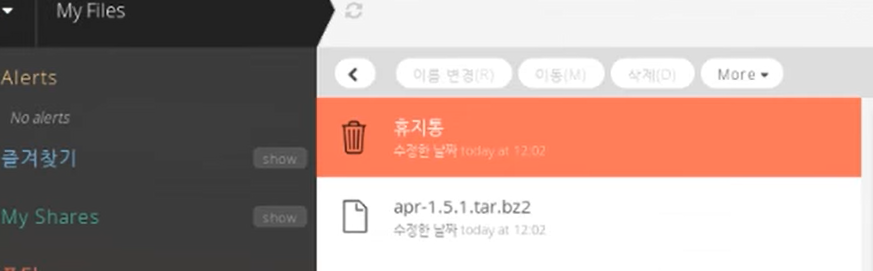 My Files
Alerts
No alerts
즐겨찾기
show
My Shares
show
이름 변경(R)
이동(M)
삭제(D)
More
휴지통
수정한 날짜 today at 12:02
apr-1.5.1.tar.bz2
수정한 날짜 today at 12:02